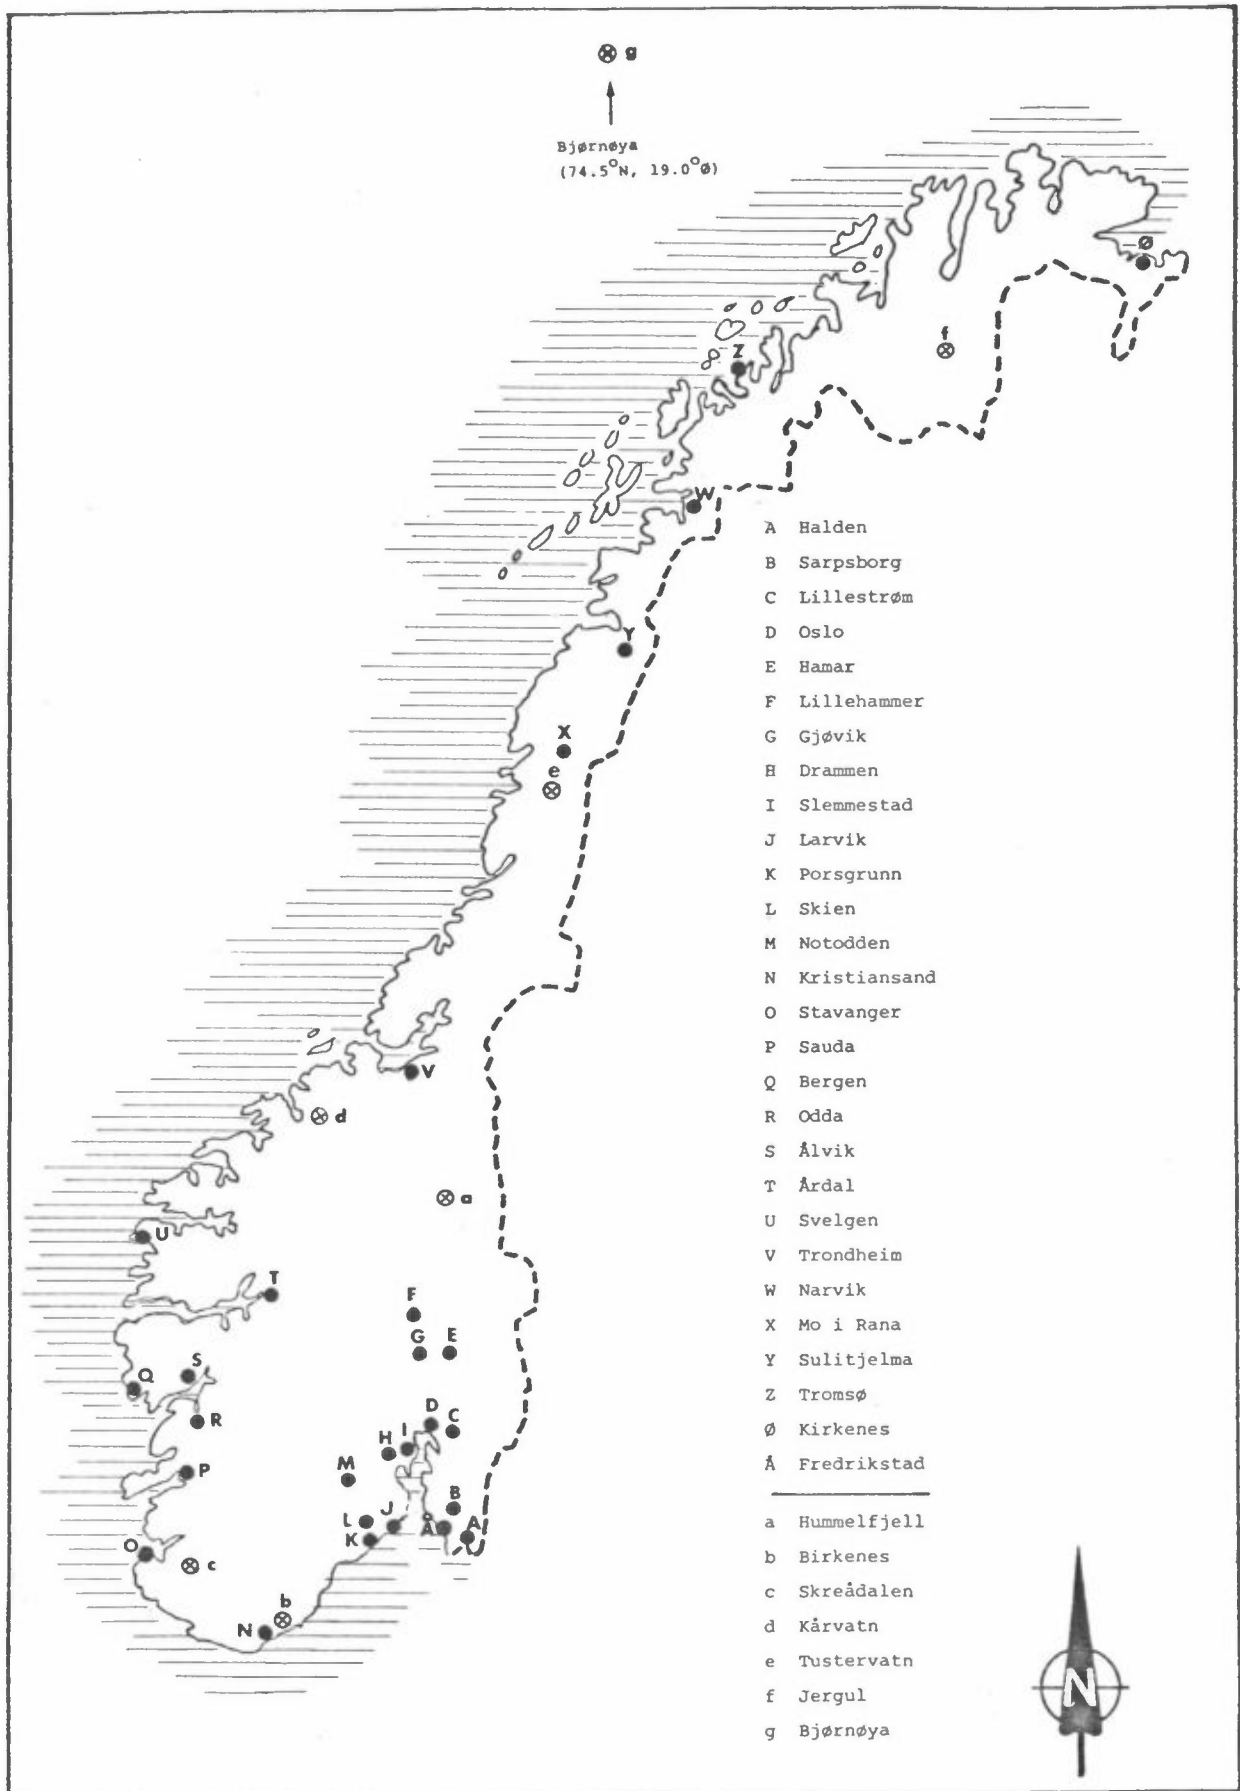 g
Bjørnøya
(74.5°N, 19.0°Ø)
Ø
f
Z
W
Y
X
e
V
d
a
U
T
F
G E
S
Q
D C
R
I
H
P
M
B
L J Å A
K
O
c
b
N
A Halden
B Sarpsborg
C Lillestrøm
D Oslo
E Hamar
F Lillehammer
G Gjøvik
H Drammen
I Slemmestad
J Larvik
K Porsgrunn
L Skien
M Notodden
N Kristiansand
O Stavanger
P Sauda
Q Bergen
R Odda
S Ålvik
T Årdal
U Svelgen
V Trondheim
W Narvik
X Mo i Rana
Y Sulitjelma
Z Tromsø
Ø Kirkenes
Å Fredrikstad
a Hummelfjell
b Birkenes
c Skreådalen
d Kårvatn
e Tustervatn
f Jergul
g Bjørnøya
N